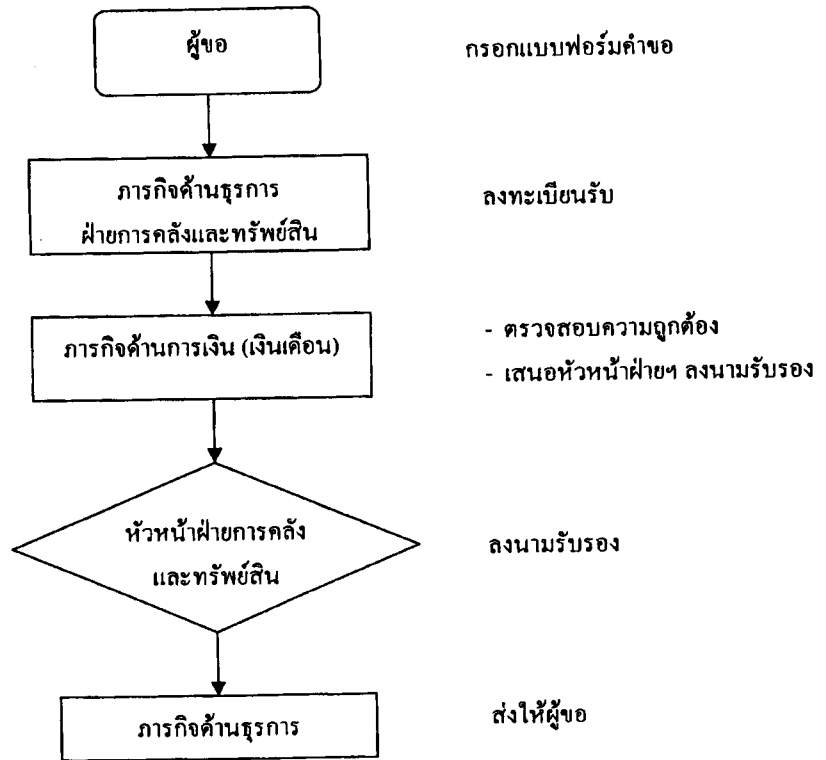 ผู้ขอ
กรอกแบบฟอร์มคำขอ
ภารกิจด้านธุรการ
ฝ่ายการคลังและทรัพย์สิน
ลงทะเบียนรับ
ภารกิจด้านการเงิน (เงินเดือน)
- ตรวจสอบความถูกต้อง
- เสนอหัวหน้าฝ่ายฯ ลงนามรับรอง
หัวหน้าฝ่ายการคลัง
และทรัพย์สิน
ลงนามรับรอง
ภารกิจด้านธุรการ
ส่งให้ผู้ขอ